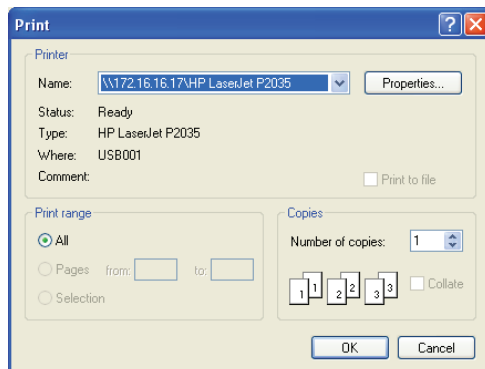 Print
Printer
Name: \\172.16.16.17\HP LaserJet P2035 Properties...
Status: Ready
Type: HP LaserJet P2035
Where: USB001
Comment: Print to file
Print range
All
Pages from: to:
Selection
Copies
Number of copies: 1
1 1 2 2 3 3 Collate
OK Cancel